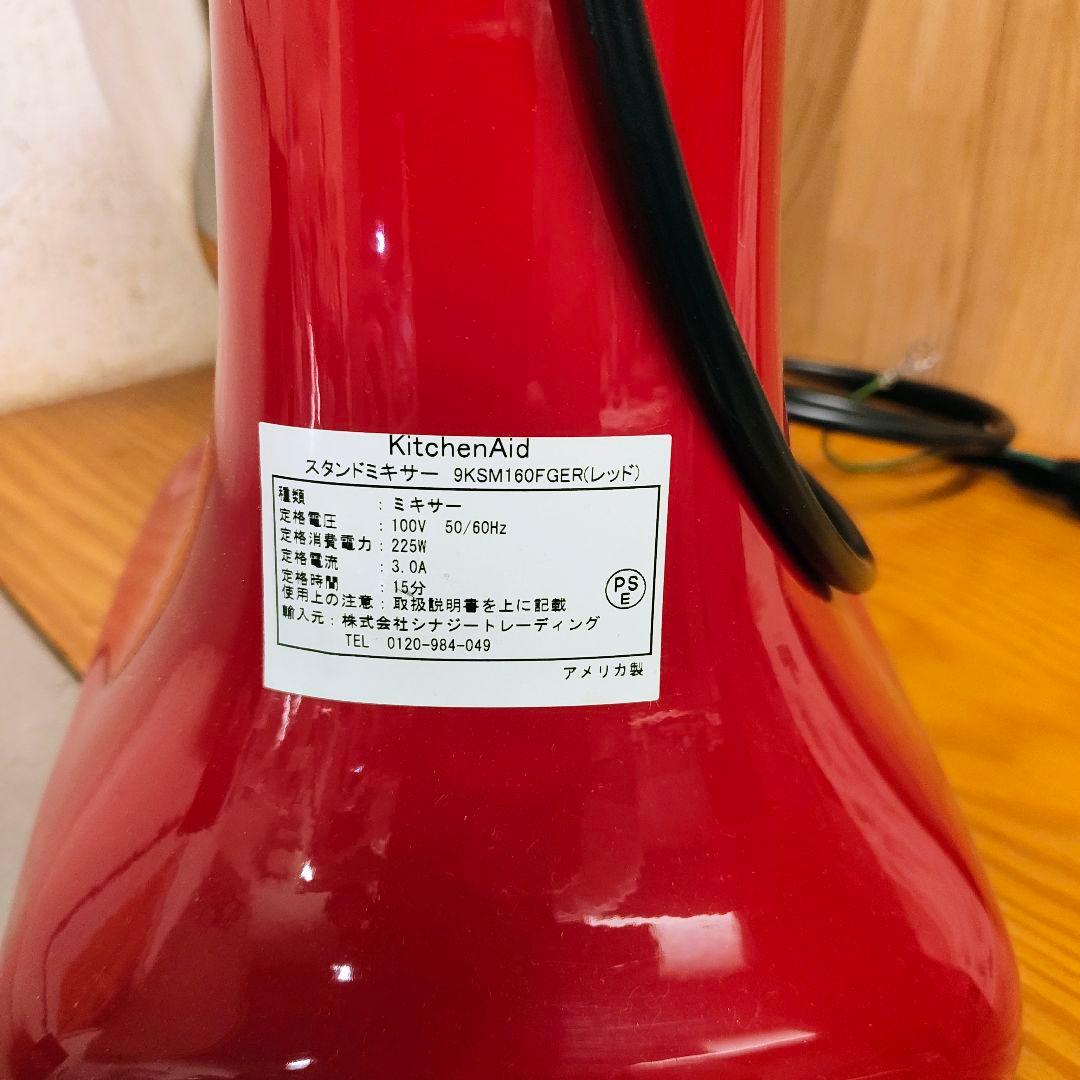 KitchenAid
スタンドミキサー 9KSM160FGER(レッド)
種類 : ミキサー
定格電圧 : 100V 50/60Hz
定格消費電力 : 225W
定格電流 : 3.0A
定格時間 : 15分
使用上の注意 : 取扱説明書を上に記載
輸入元 : 株式会社シナジートレーディング
TEL 0120-984-049
PS
E
アメリカ製